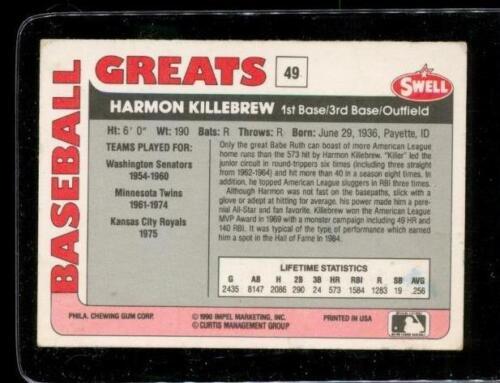 BASEBALL
GREATS
49
SWELL
HARMON KILLEBREW 1st Base/3rd Base/Outfield
Ht: 6' 0" Wt: 190 Bats: R Throws: R Born: June 29, 1936, Payette, ID
TEAMS PLAYED FOR:
Washington Senators
1954-1960
Minnesota Twins
1961-1974
Kansas City Royals
1975
Only the great Babe Ruth can boast of more American
League home runs than the 573 hit by Harmon Killebrew. "Killer" led
the junior circuit in round-trippers six times (including three straight
from 1962-1964) and hit more than 40 in a season eight times. In
addition, he topped American League sluggers in RBI three times.
Although Harmon was not fast on the basepaths, slick with a
glove or adept at hitting for average, his power made him a peren-
nial All-Star and fan favorite. Killebrew won the American League
MVP Award in 1969 with a monster campaign including 49 HR and
140 RBI. It was typical of the type of performance which earned
him a spot in the Hall of Fame in 1984.
LIFETIME STATISTICS
G AB H 2B 3B HR RBI R SB AVG
2435 8147 2086 290 24 573 1584 1283 19 .256
PHILA. CHEWING GUM CORP.
© 1990 IMPEL MARKETING, INC.
© CURTIS MANAGEMENT GROUP
PRINTED IN USA